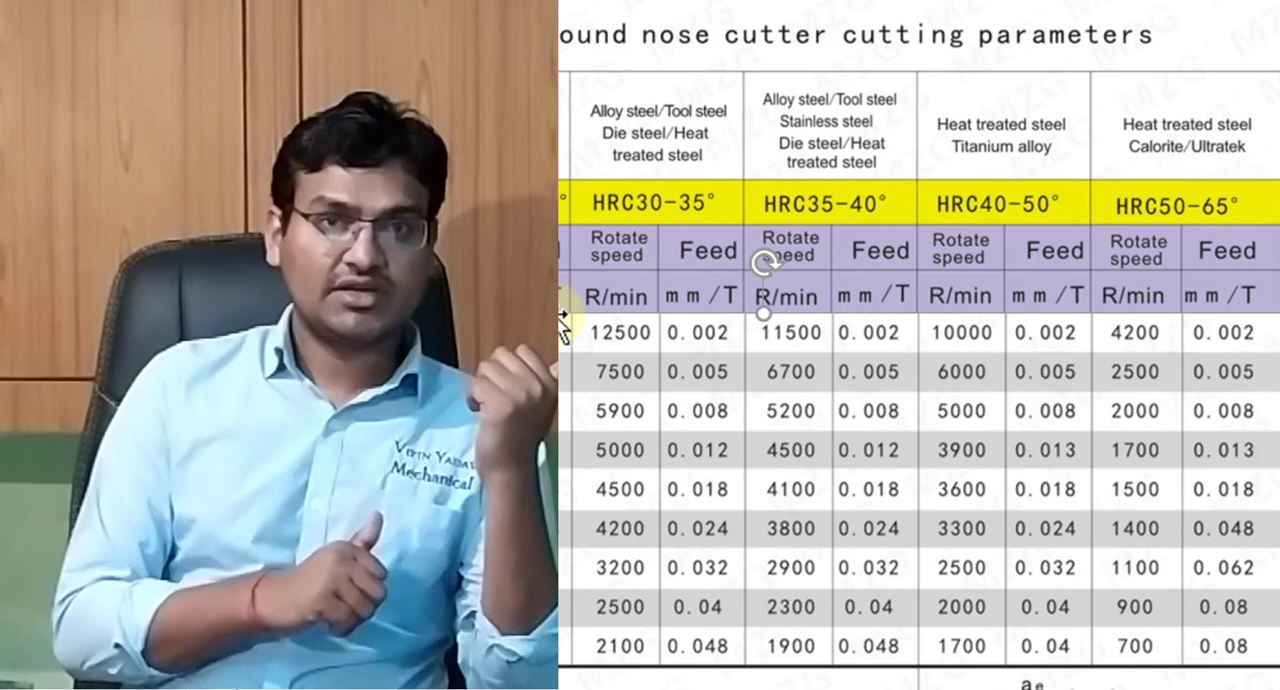 Vipin Yadav
Mechanical
ound nose cutter cutting parameters
Alloy steel/Tool steel
Die steel/Heat
treated steel
Alloy steel/Tool steel
Stainless steel
Die steel/Heat
treated steel
Heat treated steel
Titanium alloy
Heat treated steel
Calorite/Ultratek
° HRC30-35° HRC35-40° HRC40-50° HRC50-65°
Rotate speed Feed Rotate speed Feed Rotate speed Feed Rotate speed Feed
R/min mm/T R/min mm/T R/min mm/T R/min mm/T
12500 0.002 11500 0.002 10000 0.002 4200 0.002
7500 0.005 6700 0.005 6000 0.005 2500 0.005
5900 0.008 5200 0.008 5000 0.008 2000 0.008
5000 0.012 4500 0.012 3900 0.013 1700 0.013
4500 0.018 4100 0.018 3600 0.018 1500 0.018
4200 0.024 3800 0.024 3300 0.024 1400 0.048
3200 0.032 2900 0.032 2500 0.032 1100 0.062
2500 0.04 2300 0.04 2000 0.04 900 0.08
2100 0.048 1900 0.048 1700 0.04 700 0.08
ae